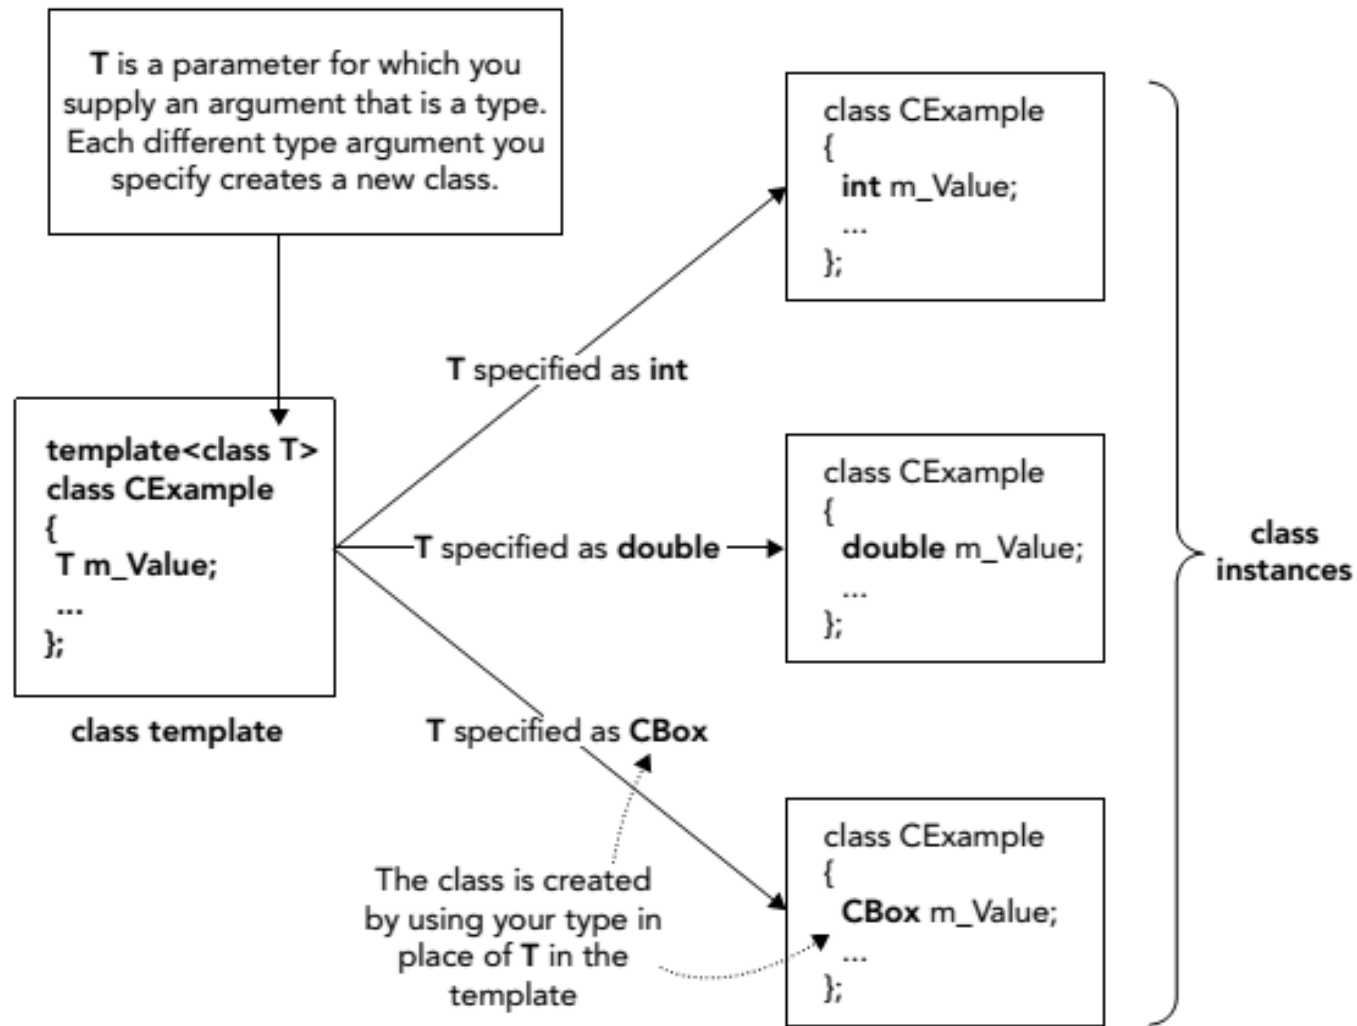 T is a parameter for which you
supply an argument that is a type.
Each different type argument you
specify creates a new class.
template<class T>
class CExample
{
T m_Value;
...
};
class template
T specified as int
T specified as double
T specified as CBox
The class is created
by using your type in
place of T in the
template
class CExample
{
int m_Value;
...
};
class CExample
{
double m_Value;
...
};
class CExample
{
CBox m_Value;
...
};
class
instances